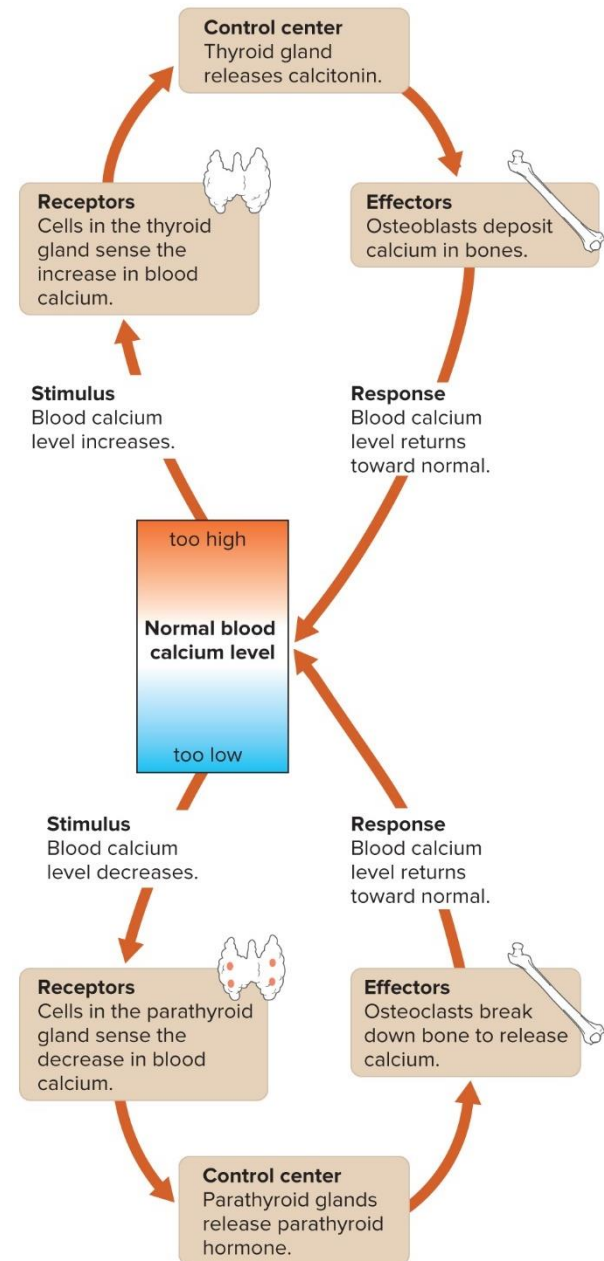 Control center
Thyroid gland
releases calcitonin.
Receptors
Cells in the thyroid
gland sense the
increase in blood
calcium.
Effectors
Osteoblasts deposit
calcium in bones.
Stimulus
Blood calcium
level increases.
Response
Blood calcium
level returns
toward normal.
too high
Normal blood
calcium level
too low
Stimulus
Blood calcium
level decreases.
Response
Blood calcium
level returns
toward normal.
Receptors
Cells in the parathyroid
gland sense the
decrease in blood
calcium.
Effectors
Osteoclasts break
down bone to release
calcium.
Control center
Parathyroid glands
release parathyroid
hormone.